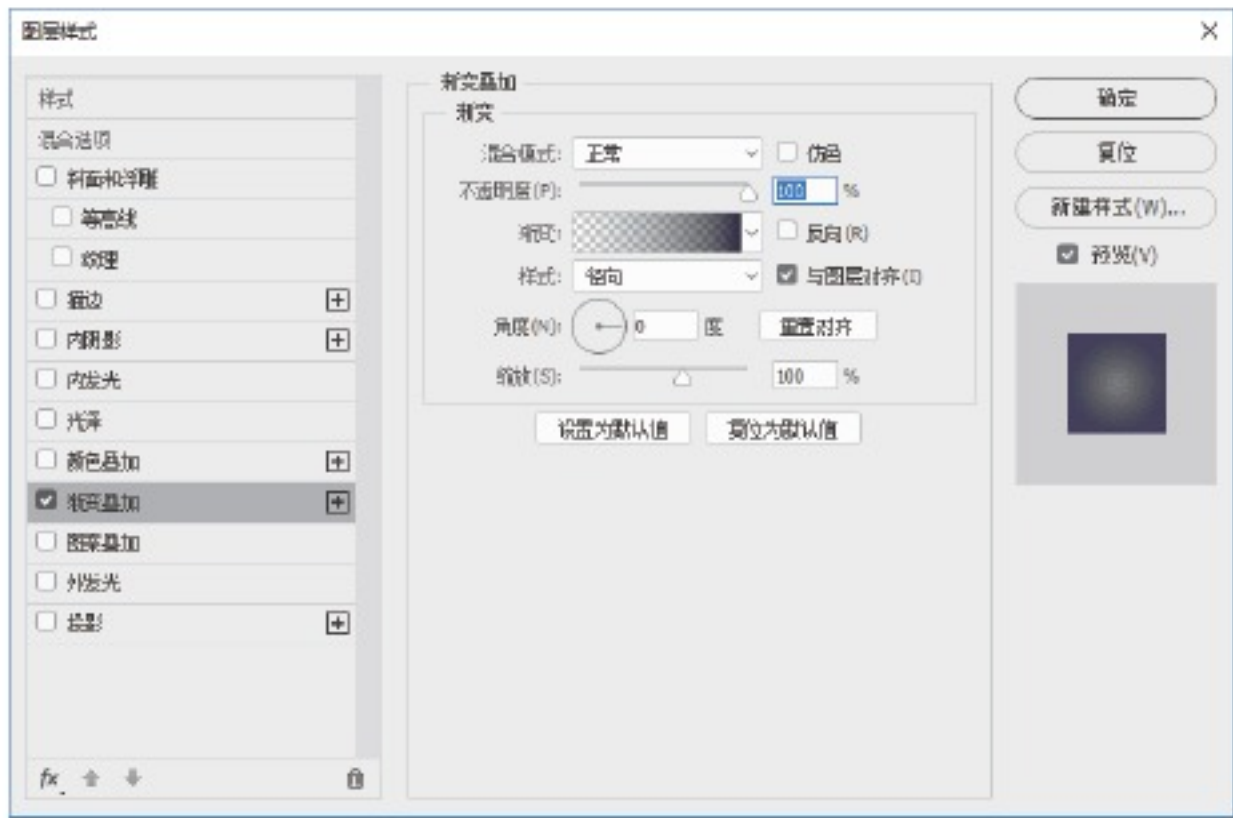 图层样式
样式
混合选项
斜面和浮雕
等高线
纹理
描边
内阴影
内发光
光泽
颜色叠加
渐变叠加
图案叠加
外发光
投影
fx
渐变叠加
渐变
混合模式: 正常 仿色
不透明度(P): 100 %
渐变: 反向(R)
样式: 径向 与图层对齐(I)
角度(N): 0 度 重置对齐
缩放(S): 100 %
设置为默认值 复位为默认值
确定
复位
新建样式(W)...
预览(V)